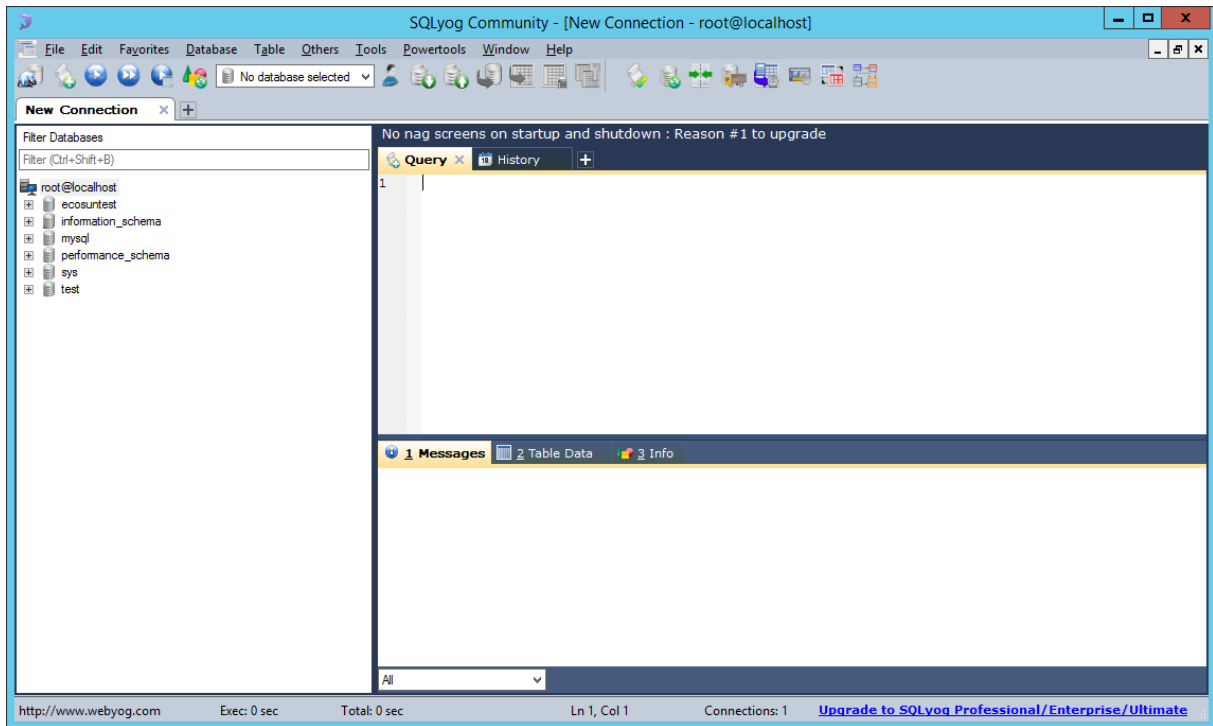 SQLyog Community - [New Connection - root@localhost]
File Edit Favorites Database Table Others Tools Powertools Window Help
No database selected
New Connection
Filter Databases
Filter (Ctrl+Shift+B)
root@localhost
ecosuntest
information_schema
mysql
performance_schema
sys
test
No nag screens on startup and shutdown : Reason #1 to upgrade
Query History
1
1 Messages 2 Table Data 3 Info
All
http://www.webyog.com Exec: 0 sec Total: 0 sec Ln 1, Col 1 Connections: 1 Upgrade to SQLyog Professional/Enterprise/Ultimate